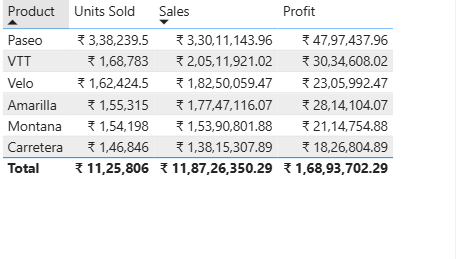 Product Units Sold Sales Profit
Paseo ₹ 3,38,239.5 ₹ 3,30,11,143.96 ₹ 47,97,437.96
VTT ₹ 1,68,783 ₹ 2,05,11,921.02 ₹ 30,34,608.02
Velo ₹ 1,62,424.5 ₹ 1,82,50,059.47 ₹ 23,05,992.47
Amarilla ₹ 1,55,315 ₹ 1,77,47,116.07 ₹ 28,14,104.07
Montana ₹ 1,54,198 ₹ 1,53,90,801.88 ₹ 21,14,754.88
Carretera ₹ 1,46,846 ₹ 1,38,15,307.89 ₹ 18,26,804.89
Total ₹ 11,25,806 ₹ 11,87,26,350.29 ₹ 1,68,93,702.29